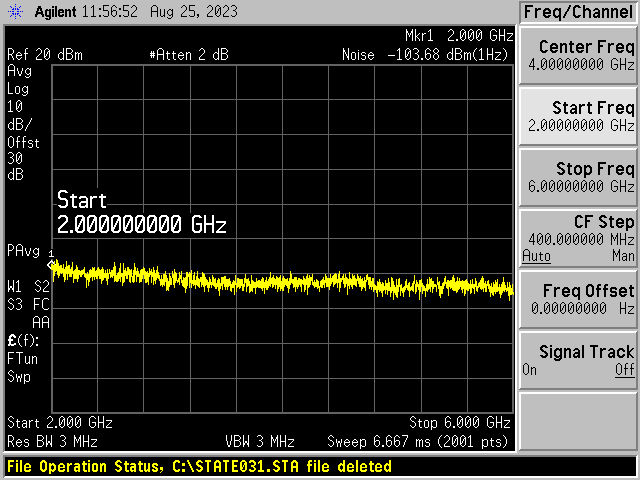 Agilent 11:56:52 Aug 25, 2023
Freq/Channel
Mkr1 2.000 GHz
Ref 20 dBm #Atten 2 dB Noise -103.68 dBm(1Hz)
Avg
Log
10
dB/
Offst
30
dB
Start
2.000000000 GHz
PAvg
1
W1 S2
S3 FC
AA
£(f):
FTun
Swp
Start 2.000 GHz Stop 6.000 GHz
Res BW 3 MHz VBW 3 MHz Sweep 6.667 ms (2001 pts)
File Operation Status, C:\STATE031.STA file deleted
Center Freq
4.00000000 GHz
Start Freq
2.00000000 GHz
Stop Freq
6.00000000 GHz
CF Step
400.000000 MHz
Auto Man
Freq Offset
0.00000000 Hz
Signal Track
On Off